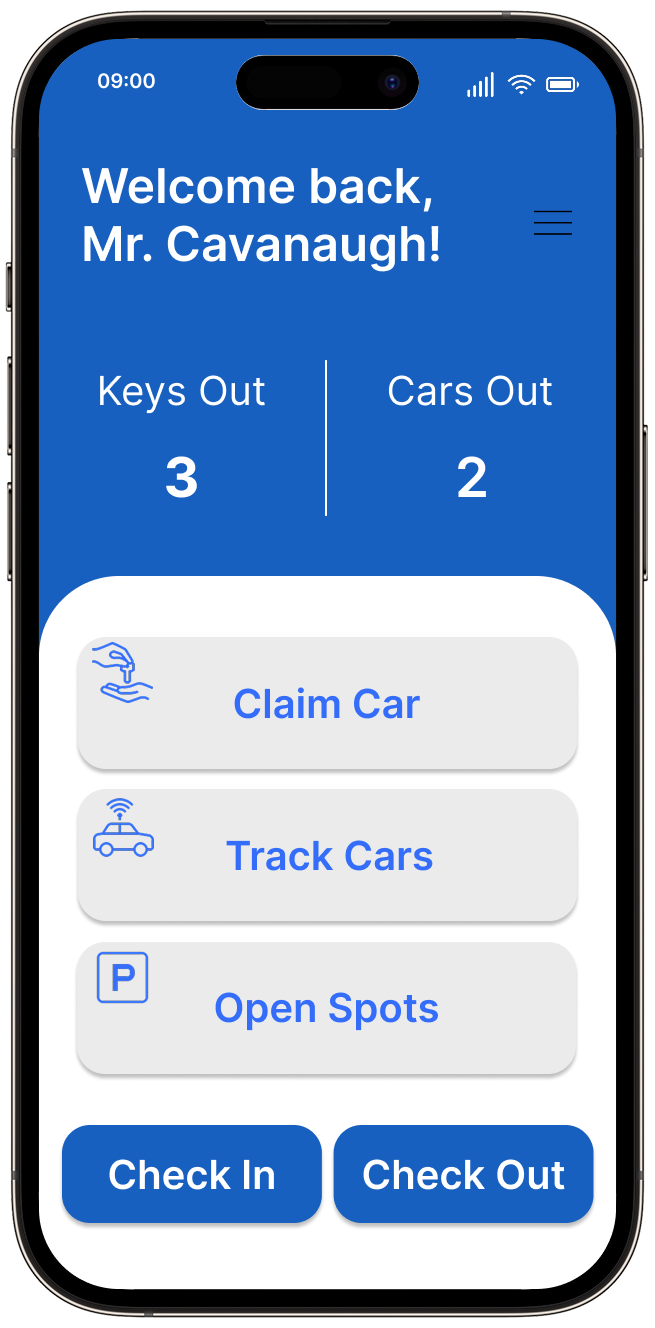 09:00
Welcome back,
Mr. Cavanaugh!
Keys Out
Cars Out
3
2
Claim Car
Track Cars
P
Open Spots
Check In
Check Out